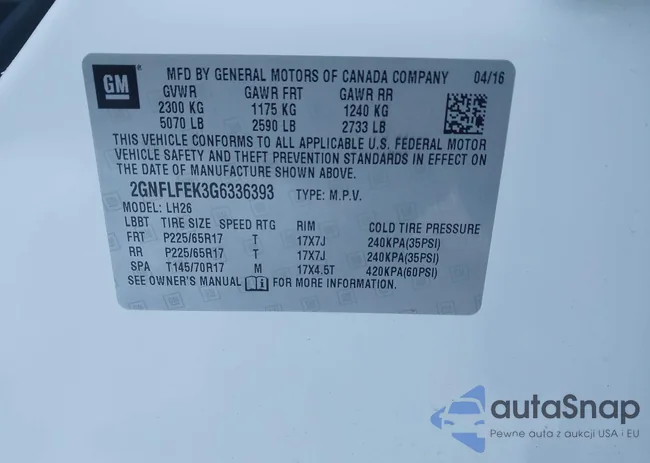 GM
MFD BY GENERAL MOTORS OF CANADA COMPANY 04/16
GVWR GAWR FRT GAWR RR
2300 KG 1175 KG 1240 KG
5070 LB 2590 LB 2733 LB
THIS VEHICLE CONFORMS TO ALL APPLICABLE U.S. FEDERAL MOTOR
VEHICLE SAFETY AND THEFT PREVENTION STANDARDS IN EFFECT ON
THE DATE OF MANUFACTURE SHOWN ABOVE.
2GNFLFEK3G6336393 TYPE: M.P.V.
MODEL: LH26
LBBT TIRE SIZE SPEED RTG RIM COLD TIRE PRESSURE
FRT P225/65R17 T 17X7J 240KPA(35PSI)
RR P225/65R17 T 17X7J 240KPA(35PSI)
SPA T145/70R17 M 17X4.5T 420KPA(60PSI)
SEE OWNER'S MANUAL FOR MORE INFORMATION.
autaSnap
Pewne auta z aukcji USA i EU